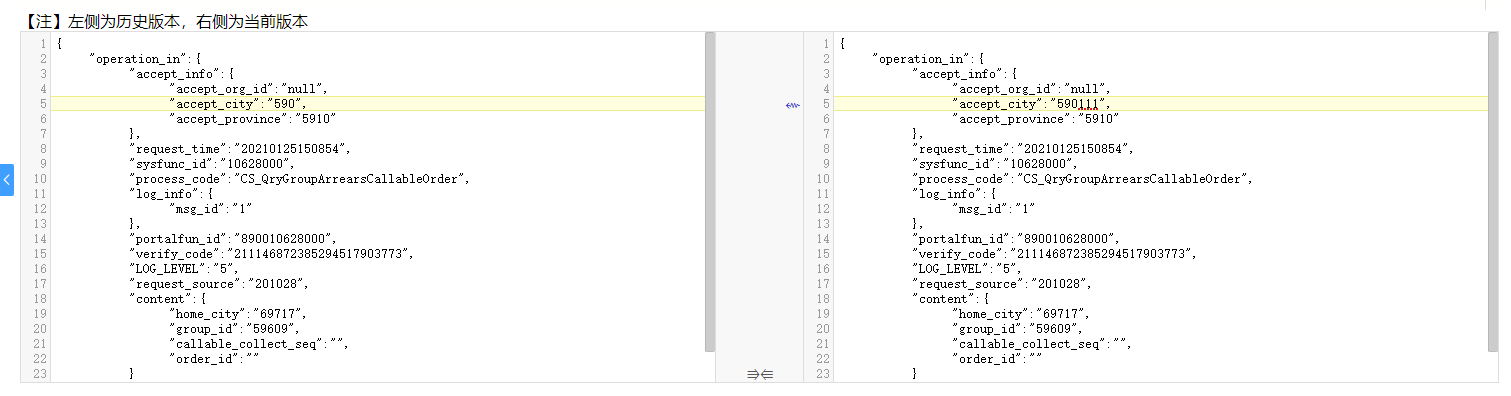 【注】左侧为历史版本，右侧为当前版本
1 {
2 "operation_in":{
3 "accept_info":{
4 "accept_org_id":"null",
5 "accept_city":"590",
6 "accept_province":"5910"
7 },
8 "request_time":"20210125150854",
9 "sysfunc_id":"10628000",
10 "process_code":"CS_QryGroupArrearsCallableOrder",
11 "log_info":{
12 "msg_id":"1"
13 },
14 "portalfun_id":"890010628000",
15 "verify_code":"211146872385294517903773",
16 "LOG_LEVEL":"5",
17 "request_source":"201028",
18 "content":{
19 "home_city":"69717",
20 "group_id":"59609",
21 "callable_collect_seq":"",
22 "order_id":""
23 }
1 {
2 "operation_in":{
3 "accept_info":{
4 "accept_org_id":"null",
5 "accept_city":"590111",
6 "accept_province":"5910"
7 },
8 "request_time":"20210125150854",
9 "sysfunc_id":"10628000",
10 "process_code":"CS_QryGroupArrearsCallableOrder",
11 "log_info":{
12 "msg_id":"1"
13 },
14 "portalfun_id":"890010628000",
15 "verify_code":"211146872385294517903773",
16 "LOG_LEVEL":"5",
17 "request_source":"201028",
18 "content":{
19 "home_city":"69717",
20 "group_id":"59609",
21 "callable_collect_seq":"",
22 "order_id":""
23 }